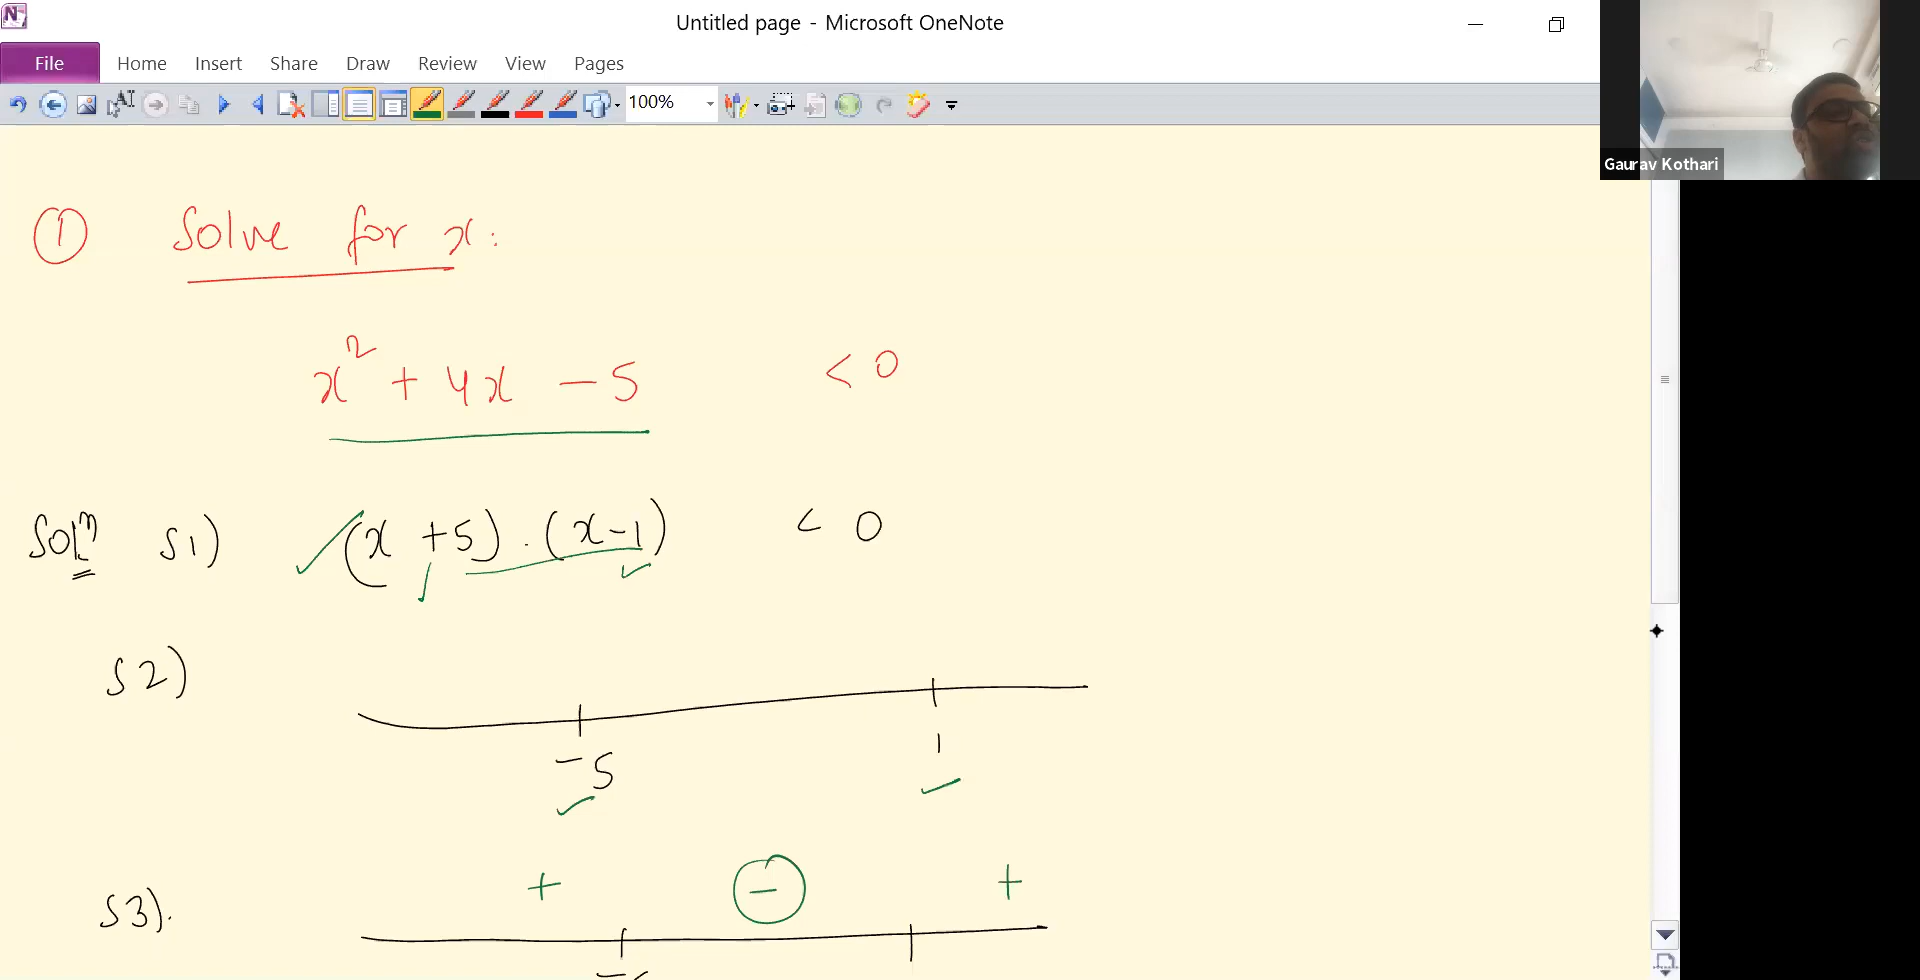 Untitled page - Microsoft OneNote
File Home Insert Share Draw Review View Pages
100%
Gaurav Kothari
① Solve for x:
x² + 4x - 5 < 0
Solⁿ S1) (x +5) . (x-1) < 0
S2)
-5 1
+ - +
S3).